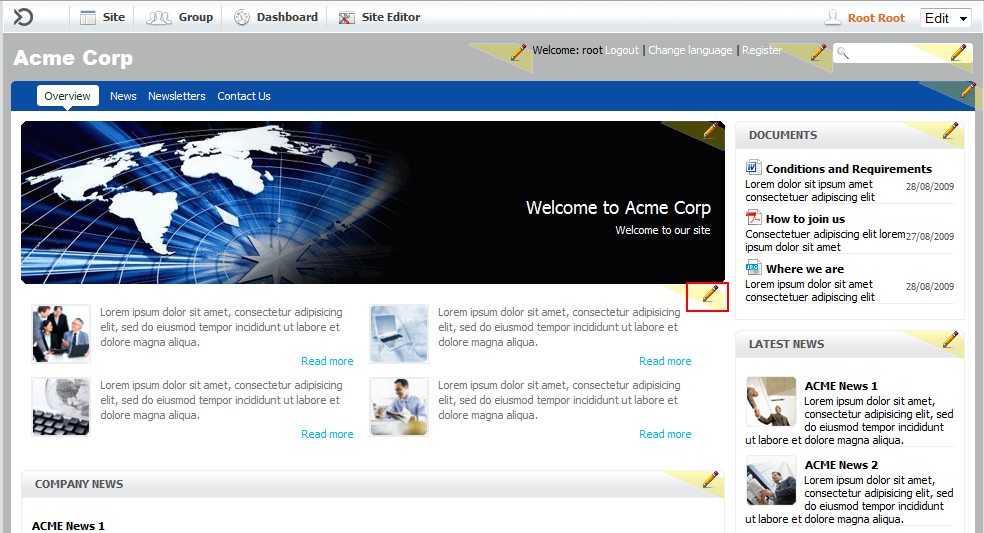 Site Group Dashboard Site Editor Root Root Edit
Acme Corp
Welcome: root Logout | Change language | Register
Overview News Newsletters Contact Us
Welcome to Acme Corp
Welcome to our site
Lorem ipsum dolor sit amet, consectetur adipisicing
elit, sed do eiusmod tempor incididunt ut labore et
dolore magna aliqua.
Read more
Lorem ipsum dolor sit amet, consectetur adipisicing
elit, sed do eiusmod tempor incididunt ut labore et
dolore magna aliqua.
Read more
Lorem ipsum dolor sit amet, consectetur adipisicing
elit, sed do eiusmod tempor incididunt ut labore et
dolore magna aliqua.
Read more
Lorem ipsum dolor sit amet, consectetur adipisicing
elit, sed do eiusmod tempor incididunt ut labore et
dolore magna aliqua.
Read more
COMPANY NEWS
ACME News 1
DOCUMENTS
Conditions and Requirements
Lorem dolor sit ipsum amet 28/08/2009
consectetuer adipiscing elit
How to join us
Consectetuer adipiscing elit lorem 27/08/2009
ipsum dolor sit amet
Where we are
Lorem dolor sit ipsum amet 28/08/2009
consectetuer adipiscing elit
LATEST NEWS
ACME News 1
Lorem ipsum dolor sit amet,
consectetur adipisicing elit, sed
do eiusmod tempor incididunt
ut labore et dolore magna aliqua.
ACME News 2
Lorem ipsum dolor sit amet,
consectetur adipisicing elit, sed
do eiusmod tempor incididunt
ut labore et dolore magna aliqua.